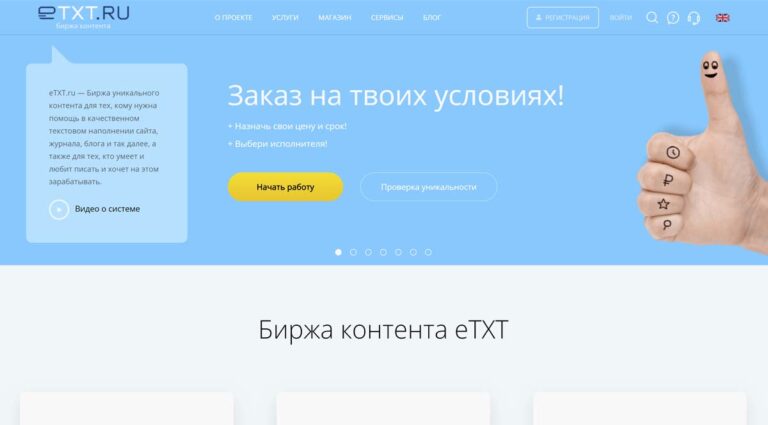 eTXT.RU
биржа контента
О ПРОЕКТЕ УСЛУГИ МАГАЗИН СЕРВИСЫ БЛОГ
РЕГИСТРАЦИЯ ВОЙТИ
eTXT.ru — Биржа уникального
контента для тех, кому нужна
помощь в качественном
текстовом наполнении сайта,
журнала, блога и так далее, а
также для тех, кто умеет и
любит писать и хочет на этом
зарабатывать.
Видео о системе
Заказ на твоих условиях!
+ Назначь свои цену и срок!
+ Выбери исполнителя!
Начать работу Проверка уникальности
Биржа контента eTXT